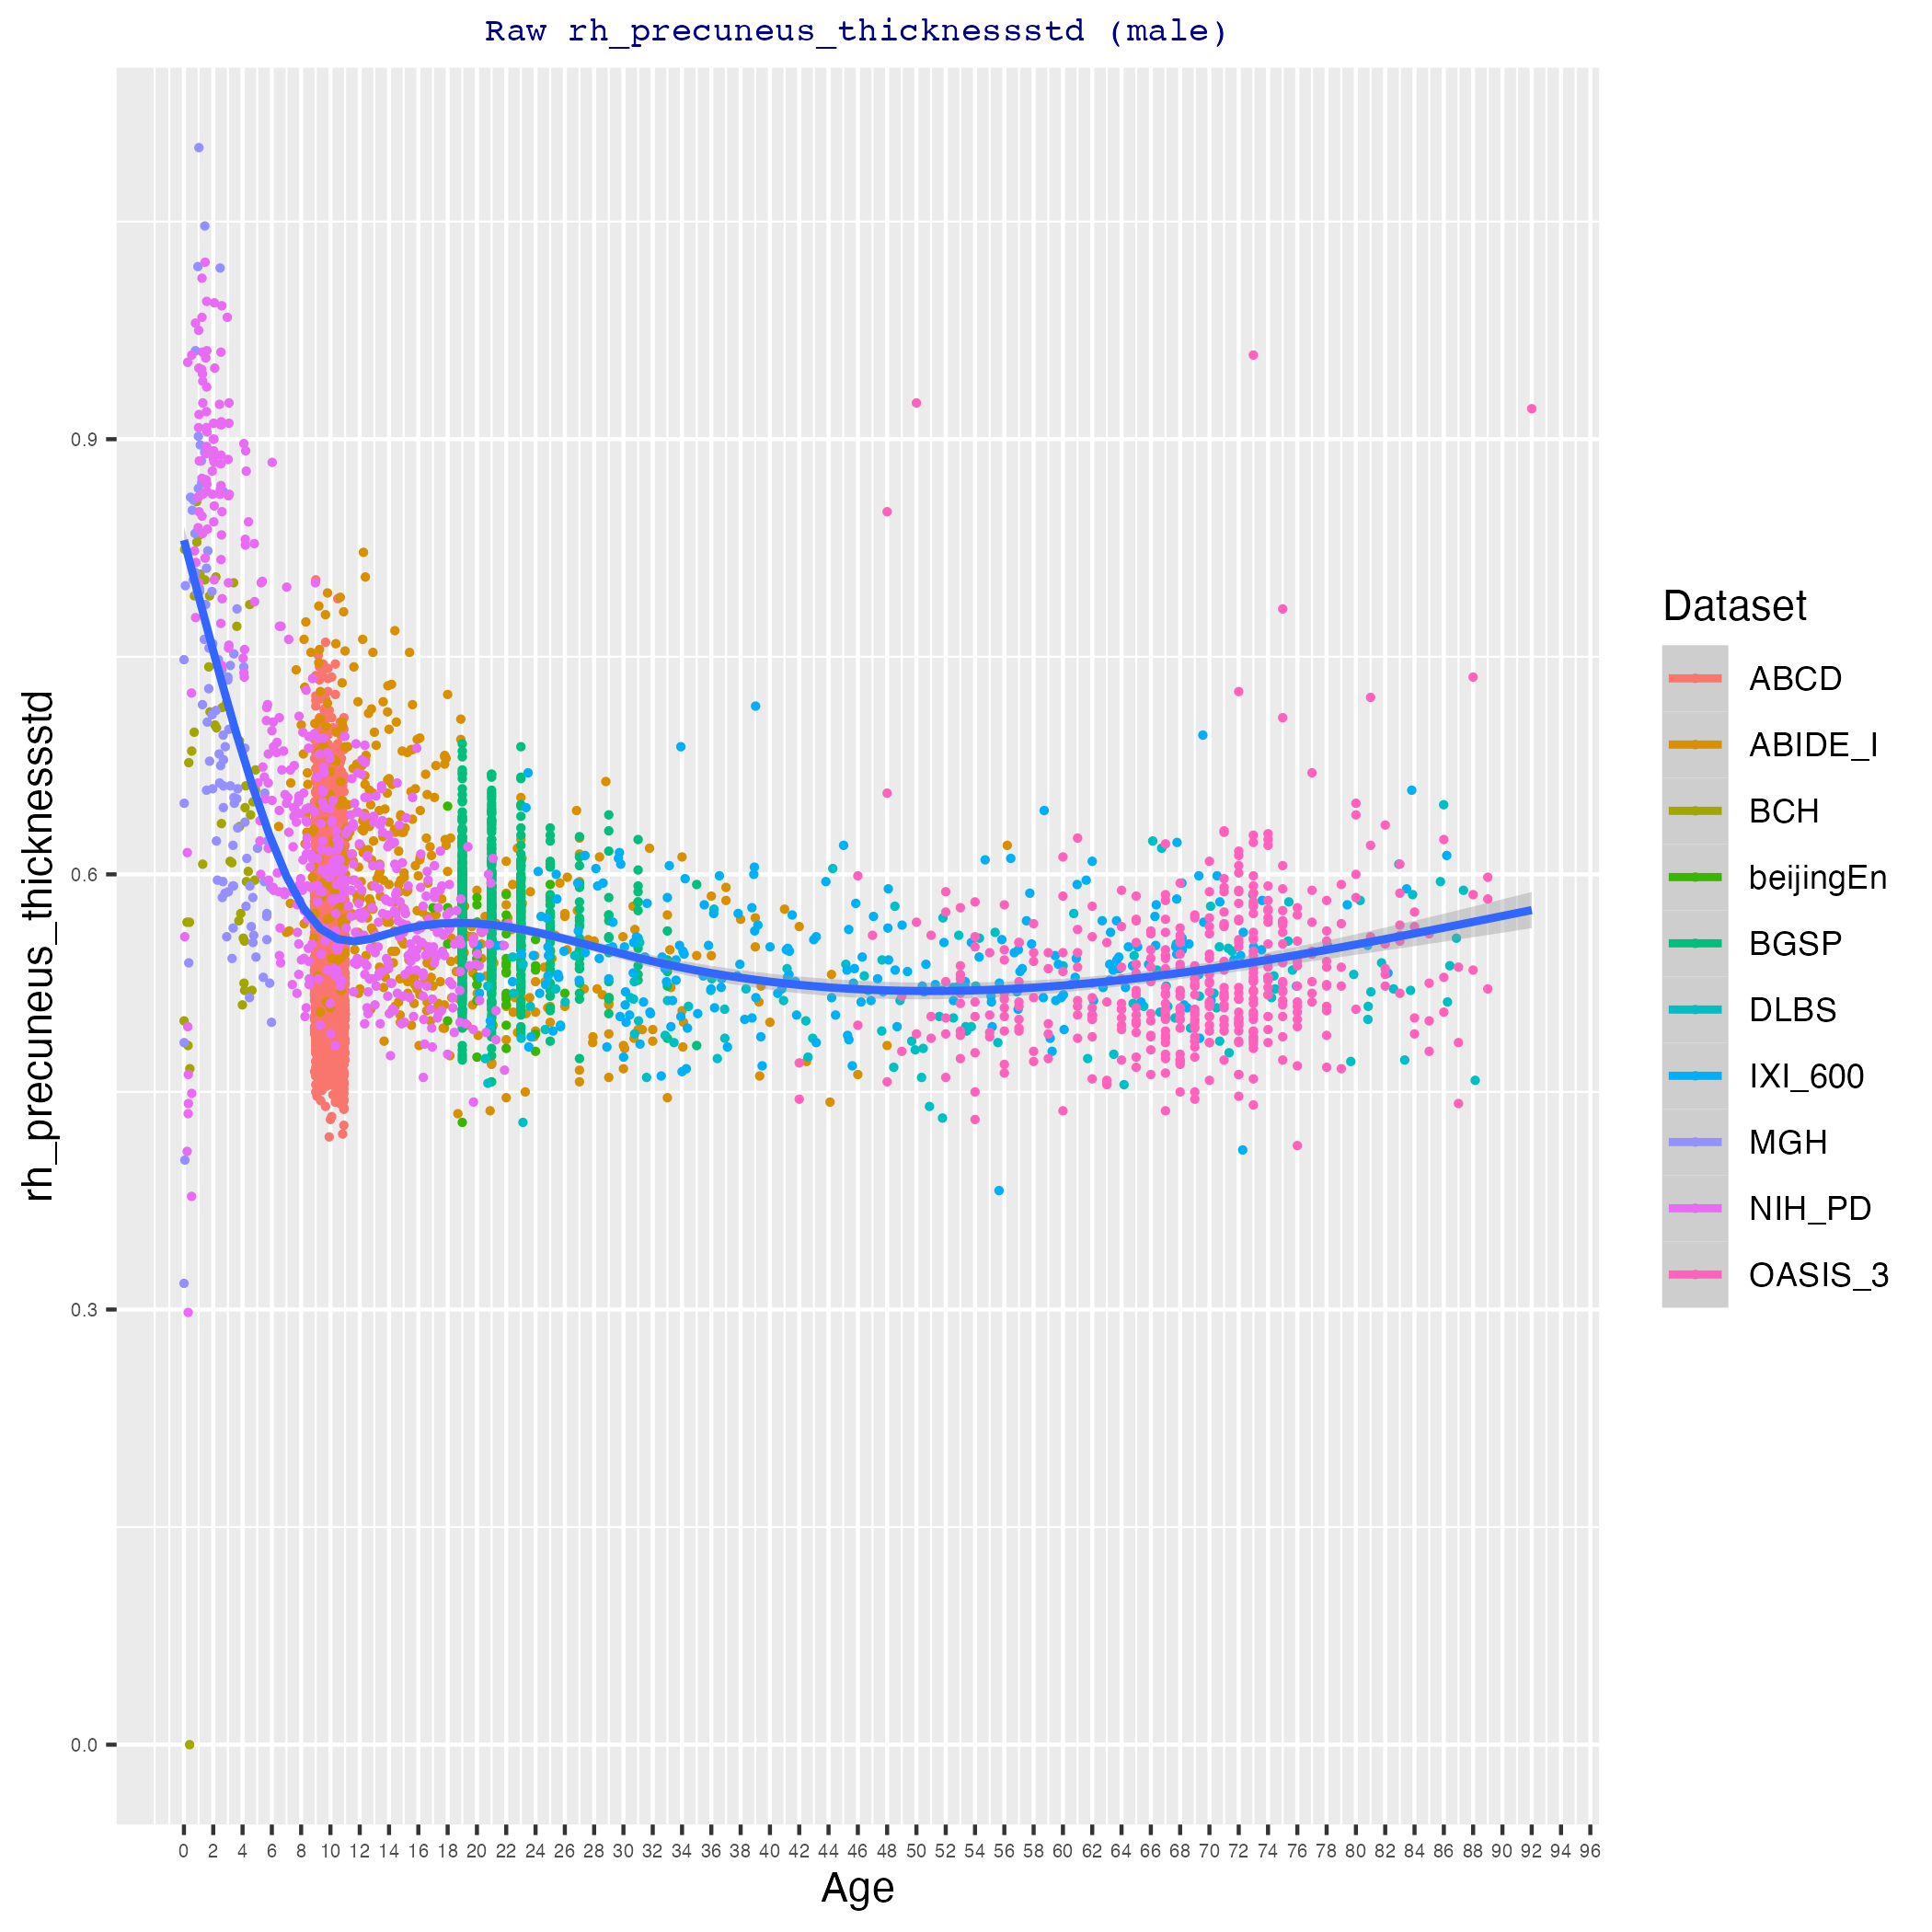 Raw rh_precuneus_thicknessstd (male)
rh_precuneus_thicknessstd
0.9
0.6
0.3
0.0
0 2 4 6 8 10 12 14 16 18 20 22 24 26 28 30 32 34 36 38 40 42 44 46 48 50 52 54 56 58 60 62 64 66 68 70 72 74 76 78 80 82 84 86 88 90 92 94 96
Age
Dataset
ABCD
ABIDE_I
BCH
beijingEn
BGSP
DLBS
IXI_600
MGH
NIH_PD
OASIS_3